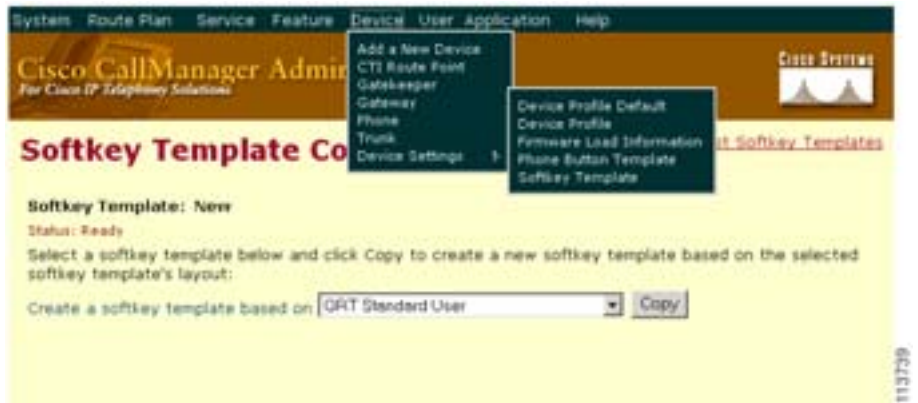 System Route Plan Service Feature Device User Application Help
Cisco CallManager Admin
For Cisco IP Telephony Solutions
Cisco Systems
Add a New Device
CTI Route Point
Gatekeeper
Gateway
Phone
Trunk
Device Settings
Device Profile Default
Device Profile
Firmware Load Information
Phone Button Template
Softkey Template
Softkey Template Co
st Softkey Templates
Softkey Template: New
Status: Ready
Select a softkey template below and click Copy to create a new softkey template based on the selected
softkey template's layout:
Create a softkey template based on QRT Standard User Copy
113739